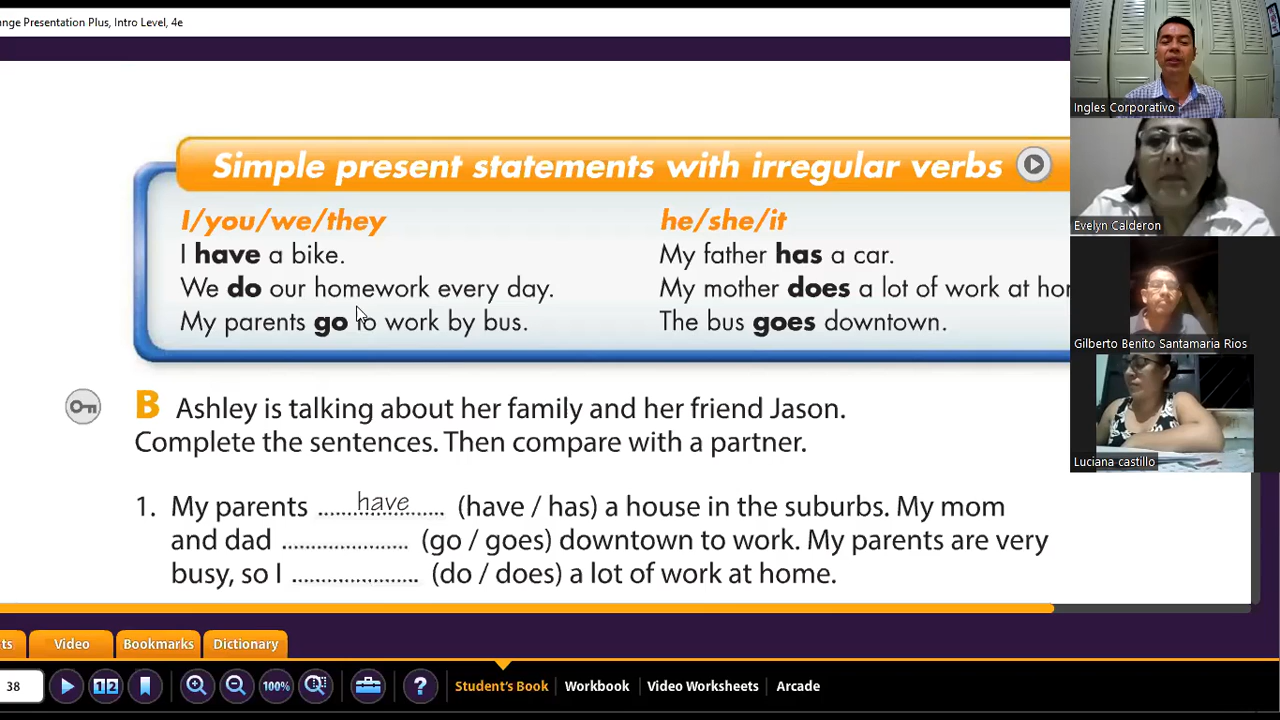 nge Presentation Plus, Intro Level, 4e
Simple present statements with irregular verbs
I/you/we/they
I have a bike.
We do our homework every day.
My parents go to work by bus.
he/she/it
My father has a car.
My mother does a lot of work at hor
The bus goes downtown.
B Ashley is talking about her family and her friend Jason.
Complete the sentences. Then compare with a partner.
1. My parents have (have / has) a house in the suburbs. My mom
and dad .................... (go / goes) downtown to work. My parents are very
busy, so I .................... (do / does) a lot of work at home.
Ingles Corporativo
Evelyn Calderon
Gilberto Benito Santamaria Rios
Luciana castillo
ts
Video
Bookmarks
Dictionary
38
12
100%
?
Student's Book
Workbook
Video Worksheets
Arcade